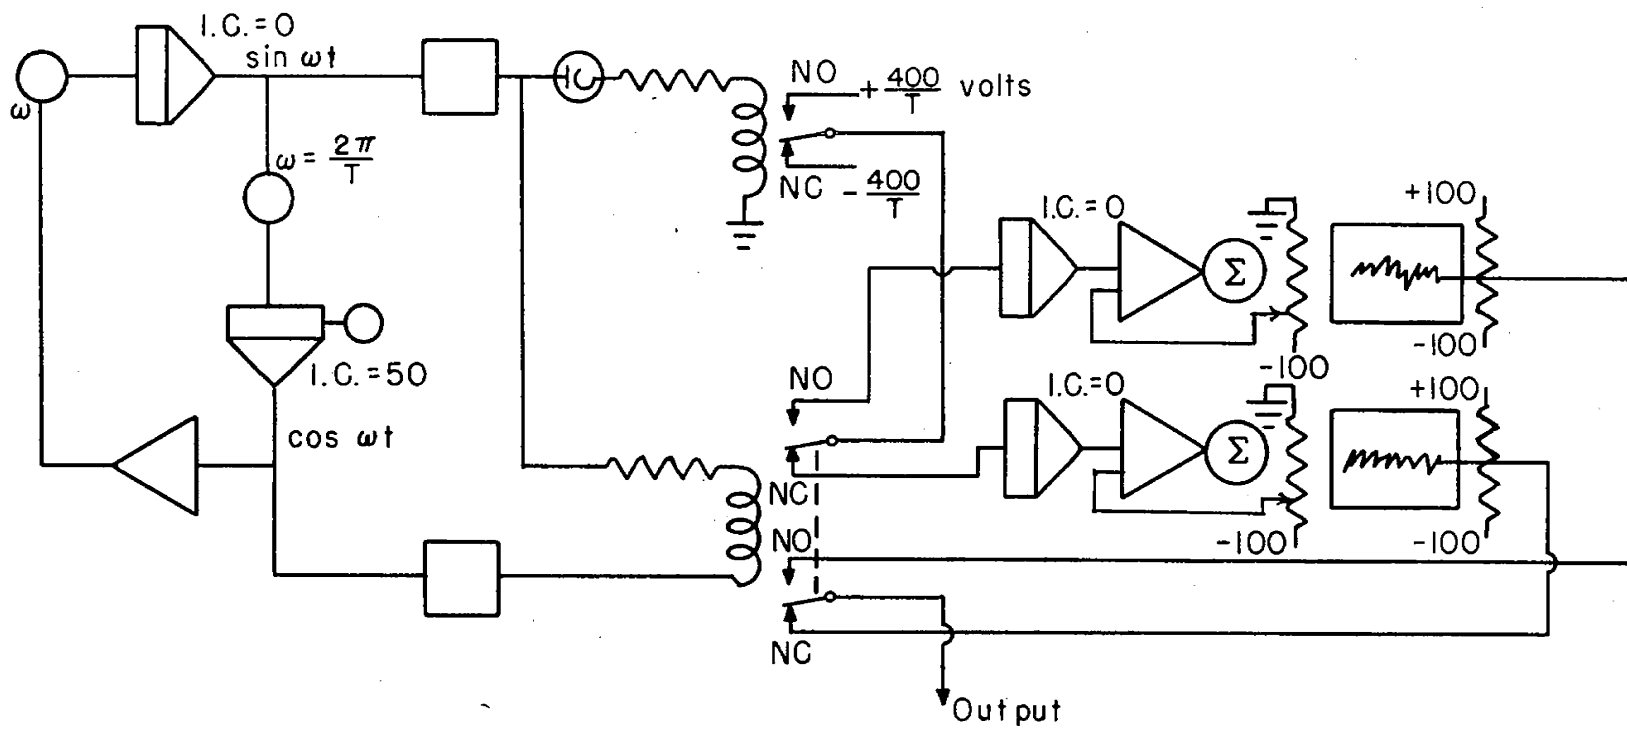 I.C.=0
sin ωt
ω
ω = 2π/T
I.C.=50
cos ωt
NO
+ 400/T volts
NC - 400/T
I.C.=0
Σ
+100
-100
-100
NO
NC
I.C.=0
Σ
+100
-100
-100
NO
NC
Output